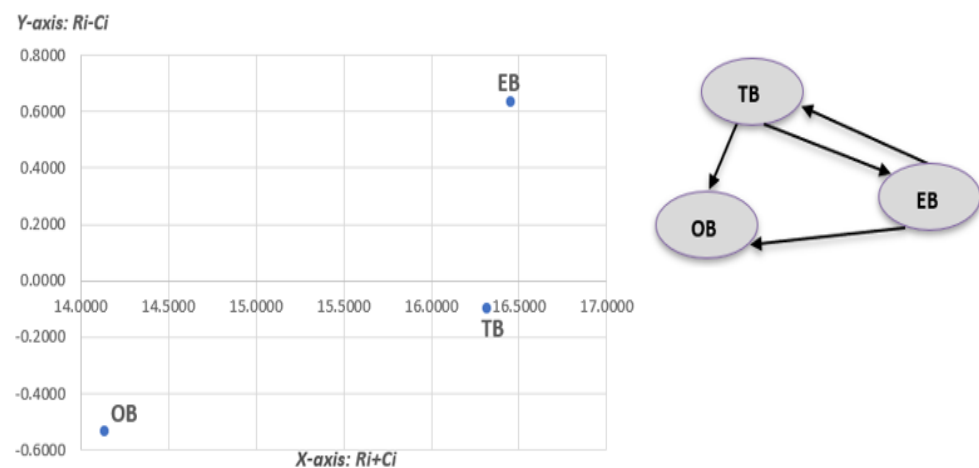 Y-axis: Ri-Ci
0.8000
EB
0.6000
0.4000
0.2000
0.0000
14.0000 14.5000 15.0000 15.5000 16.0000 16.5000 17.0000
TB
-0.2000
-0.4000
OB
-0.6000
X-axis: Ri+Ci
TB
EB
OB